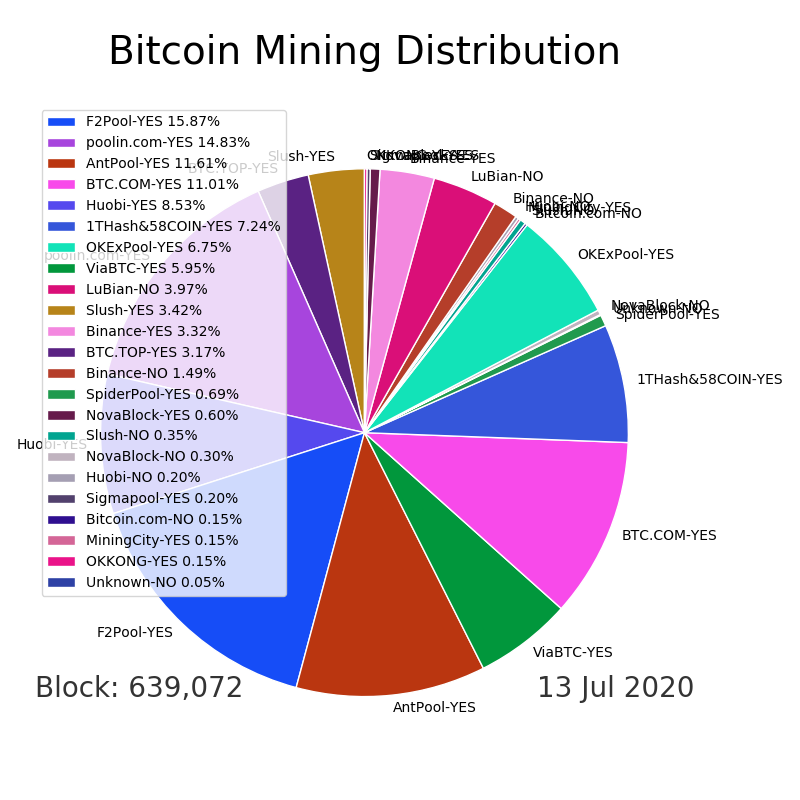 Bitcoin Mining Distribution
F2Pool-YES 15.87%
poolin.com-YES 14.83%
AntPool-YES 11.61%
BTC.COM-YES 11.01%
Huobi-YES 8.53%
1THash&58COIN-YES 7.24%
OKExPool-YES 6.75%
ViaBTC-YES 5.95%
LuBian-NO 3.97%
Slush-YES 3.42%
Binance-YES 3.32%
BTC.TOP-YES 3.17%
Binance-NO 1.49%
SpiderPool-YES 0.69%
NovaBlock-YES 0.60%
Slush-NO 0.35%
NovaBlock-NO 0.30%
Huobi-NO 0.20%
Sigmapool-YES 0.20%
Bitcoin.com-NO 0.15%
MiningCity-YES 0.15%
OKKONG-YES 0.15%
Unknown-NO 0.05%
Slush-YES
BTC.TOP-YES
poolin.com-YES
Huobi-YES
F2Pool-YES
AntPool-YES
ViaBTC-YES
BTC.COM-YES
1THash&58COIN-YES
SpiderPool-YES
Unknown-NO
NovaBlock-NO
OKExPool-YES
Bitcoin.com-NO
Binance-NO
LuBian-NO
Binance-YES
Block: 639,072
13 Jul 2020